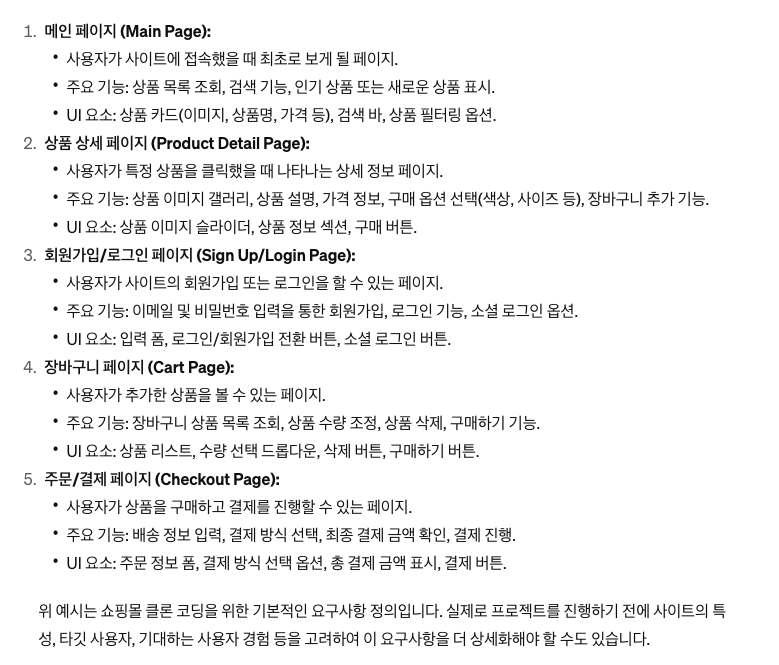 1. 메인 페이지 (Main Page):
• 사용자가 사이트에 접속했을 때 최초로 보게 될 페이지.
• 주요 기능: 상품 목록 조회, 검색 기능, 인기 상품 또는 새로운 상품 표시.
• UI 요소: 상품 카드(이미지, 상품명, 가격 등), 검색 바, 상품 필터링 옵션.
2. 상품 상세 페이지 (Product Detail Page):
• 사용자가 특정 상품을 클릭했을 때 나타나는 상세 정보 페이지.
• 주요 기능: 상품 이미지 갤러리, 상품 설명, 가격 정보, 구매 옵션 선택(색상, 사이즈 등), 장바구니 추가 기능.
• UI 요소: 상품 이미지 슬라이더, 상품 정보 섹션, 구매 버튼.
3. 회원가입/로그인 페이지 (Sign Up/Login Page):
• 사용자가 사이트의 회원가입 또는 로그인을 할 수 있는 페이지.
• 주요 기능: 이메일 및 비밀번호 입력을 통한 회원가입, 로그인 기능, 소셜 로그인 옵션.
• UI 요소: 입력 폼, 로그인/회원가입 전환 버튼, 소셜 로그인 버튼.
4. 장바구니 페이지 (Cart Page):
• 사용자가 추가한 상품을 볼 수 있는 페이지.
• 주요 기능: 장바구니 상품 목록 조회, 상품 수량 조정, 상품 삭제, 구매하기 기능.
• UI 요소: 상품 리스트, 수량 선택 드롭다운, 삭제 버튼, 구매하기 버튼.
5. 주문/결제 페이지 (Checkout Page):
• 사용자가 상품을 구매하고 결제를 진행할 수 있는 페이지.
• 주요 기능: 배송 정보 입력, 결제 방식 선택, 최종 결제 금액 확인, 결제 진행.
• UI 요소: 주문 정보 폼, 결제 방식 선택 옵션, 총 결제 금액 표시, 결제 버튼.
위 예시는 쇼핑몰 클론 코딩을 위한 기본적인 요구사항 정의입니다. 실제로 프로젝트를 진행하기 전에 사이트의 특
성, 타깃 사용자, 기대하는 사용자 경험 등을 고려하여 이 요구사항을 더 상세화해야 할 수도 있습니다.